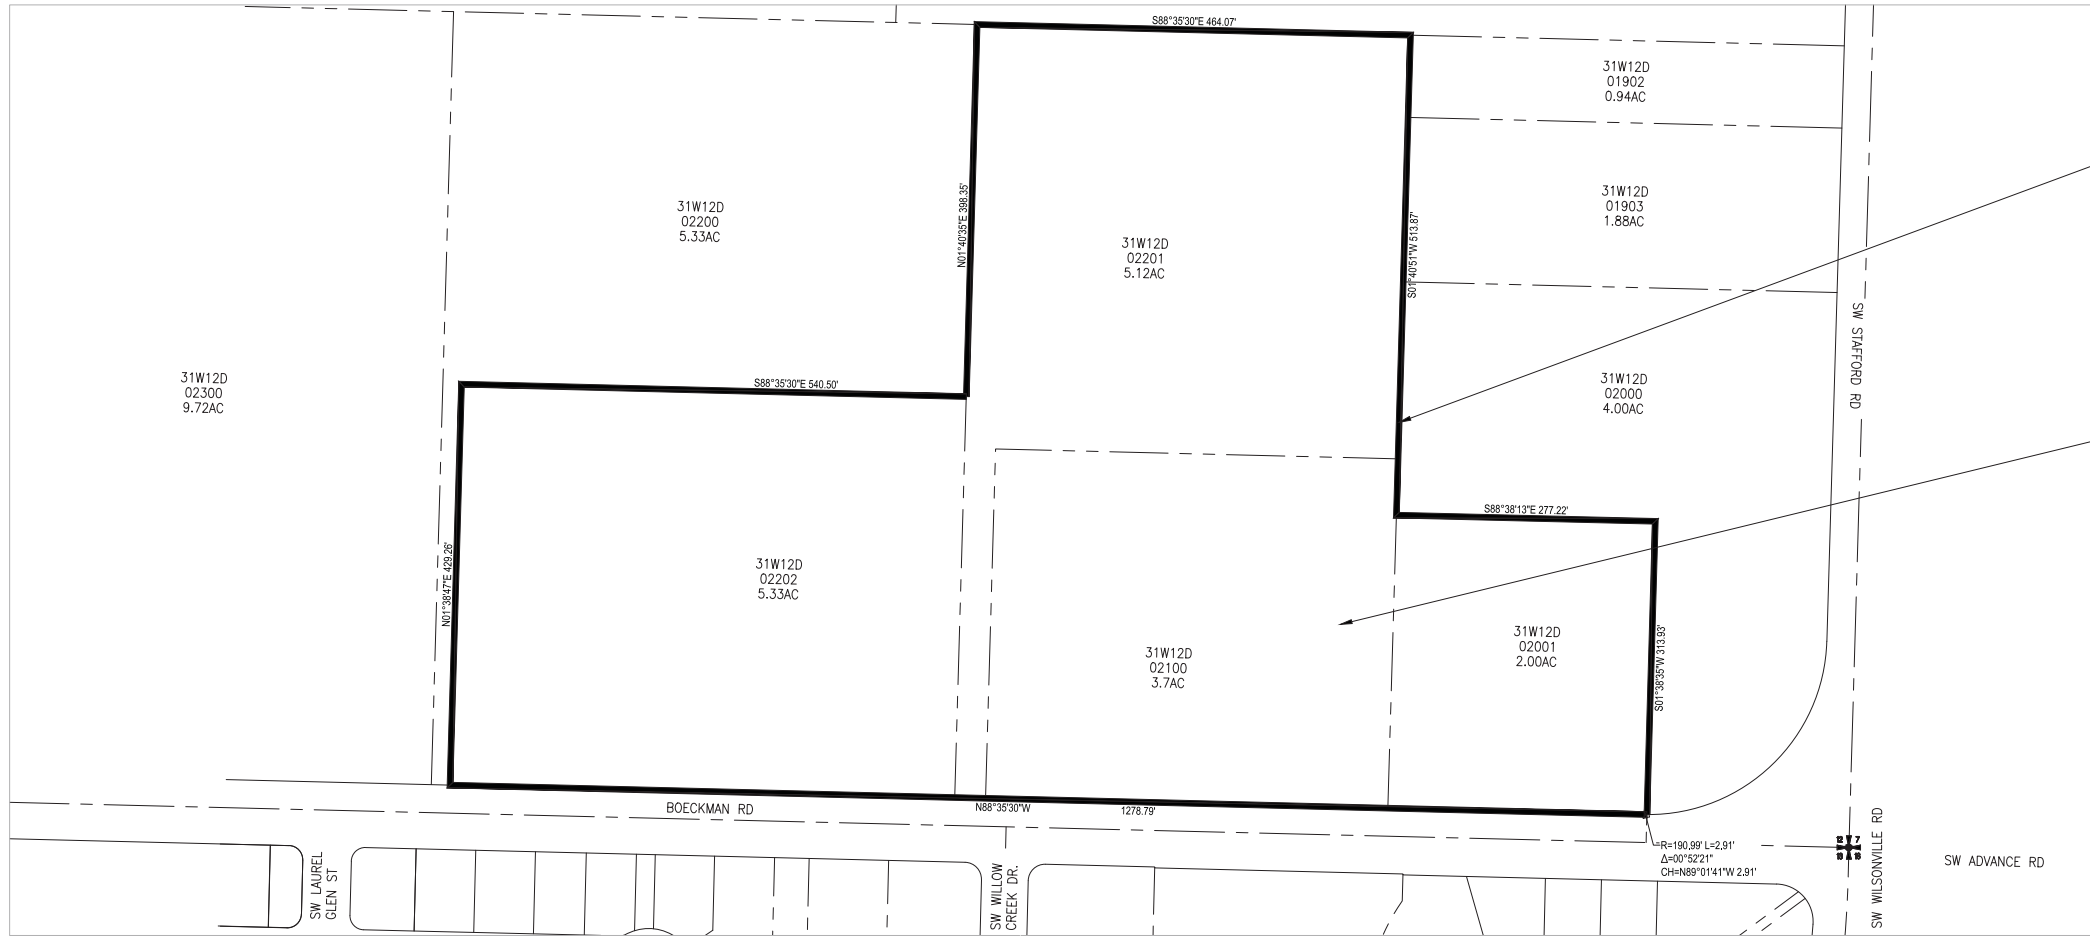 S88°35'30"E 464.07'
31W12D
01902
0.94AC
31W12D
01903
1.88AC
31W12D
02200
5.33AC
N01°40'35"E 398.35'
31W12D
02201
5.12AC
S01°40'51"W 513.87'
SW STAFFORD RD
31W12D
02300
9.72AC
S88°35'30"E 540.50'
31W12D
02000
4.00AC
S88°38'13"E 277.22'
N01°38'47"E 429.26'
31W12D
02202
5.33AC
31W12D
02100
3.7AC
31W12D
02001
2.00AC
S01°38'35"W 313.93'
BOECKMAN RD
N88°35'30"W
1278.79'
R=190.99' L=2.91'
Δ=00°52'21"
CH=N89°01'41"W 2.91'
12 7
13 18
SW ADVANCE RD
SW WILSONVILLE RD
SW LAUREL
GLEN ST
SW WILLOW
CREEK DR.